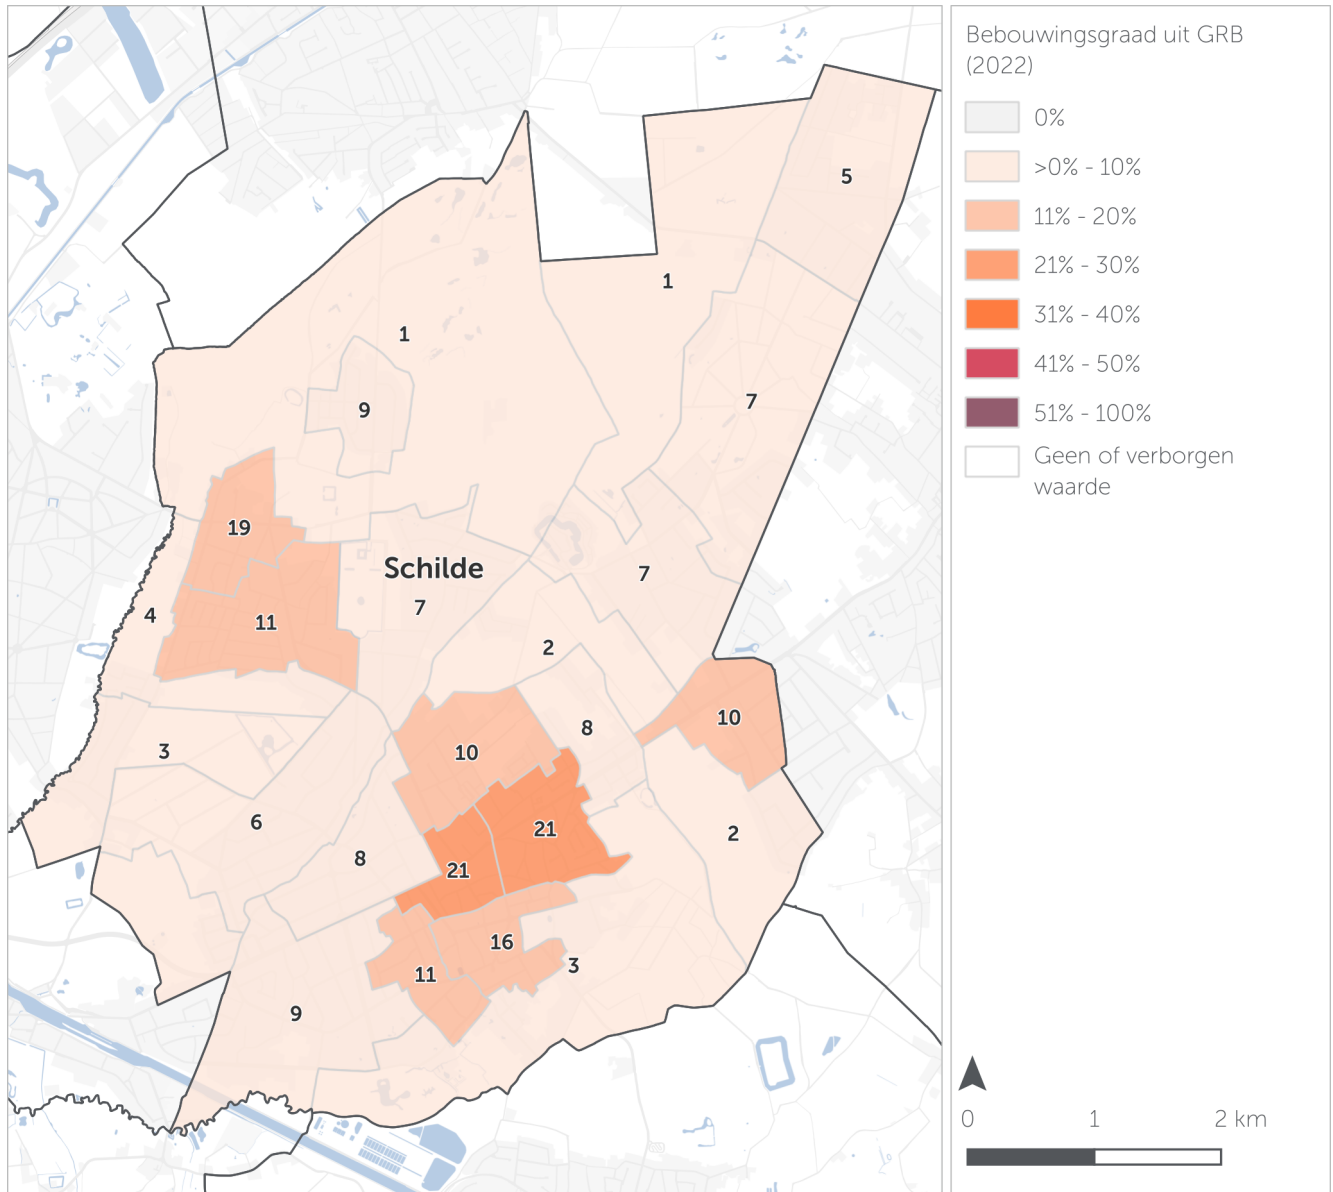 5
1
1
9
7
19
Schilde
7
7
4
11
2
10
8
3
10
6
21
2
8
21
16
3
11
9
Bebouwingsgraad uit GRB
(2022)
0%
>0% - 10%
11% - 20%
21% - 30%
31% - 40%
41% - 50%
51% - 100%
Geen of verborgen
waarde
0 1 2 km